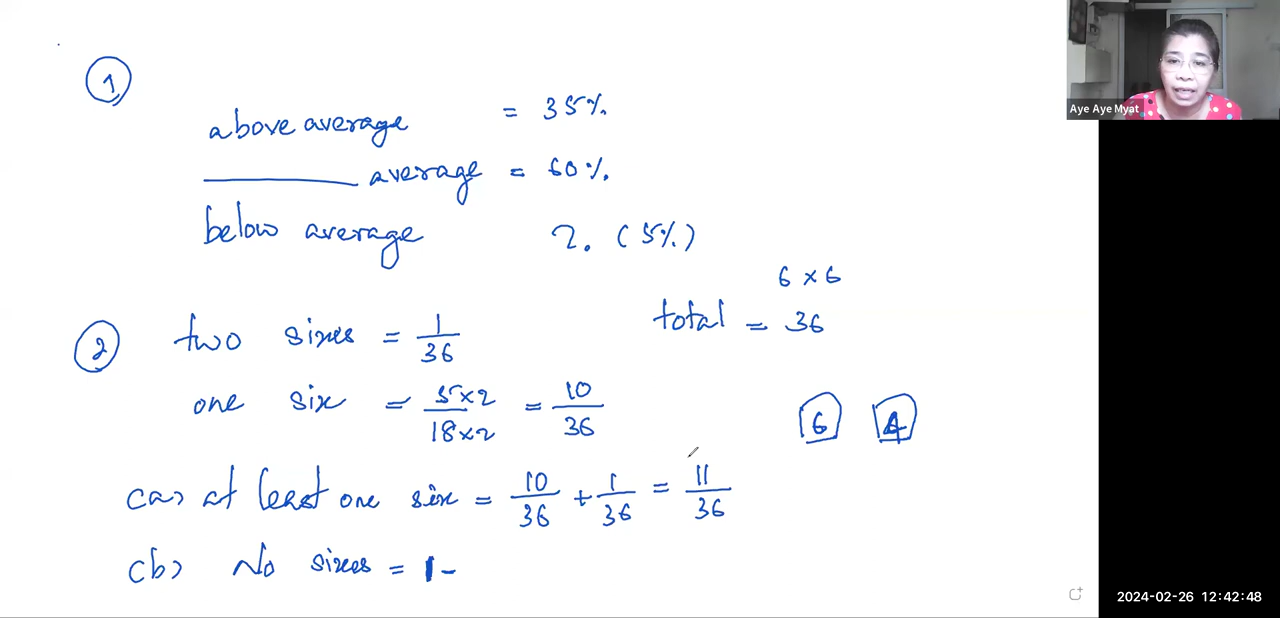 1
above average = 35%
_______ average = 60%
below average ?. (5%)
6 × 6
total = 36
2 two sixes = 1/36
one six = 5×2/18×2 = 10/36
6 4
(a) at least one six = 10/36 + 1/36 = 11/36
(b) No sixes = 1-
Aye Aye Myat
2024-02-26 12:42:48